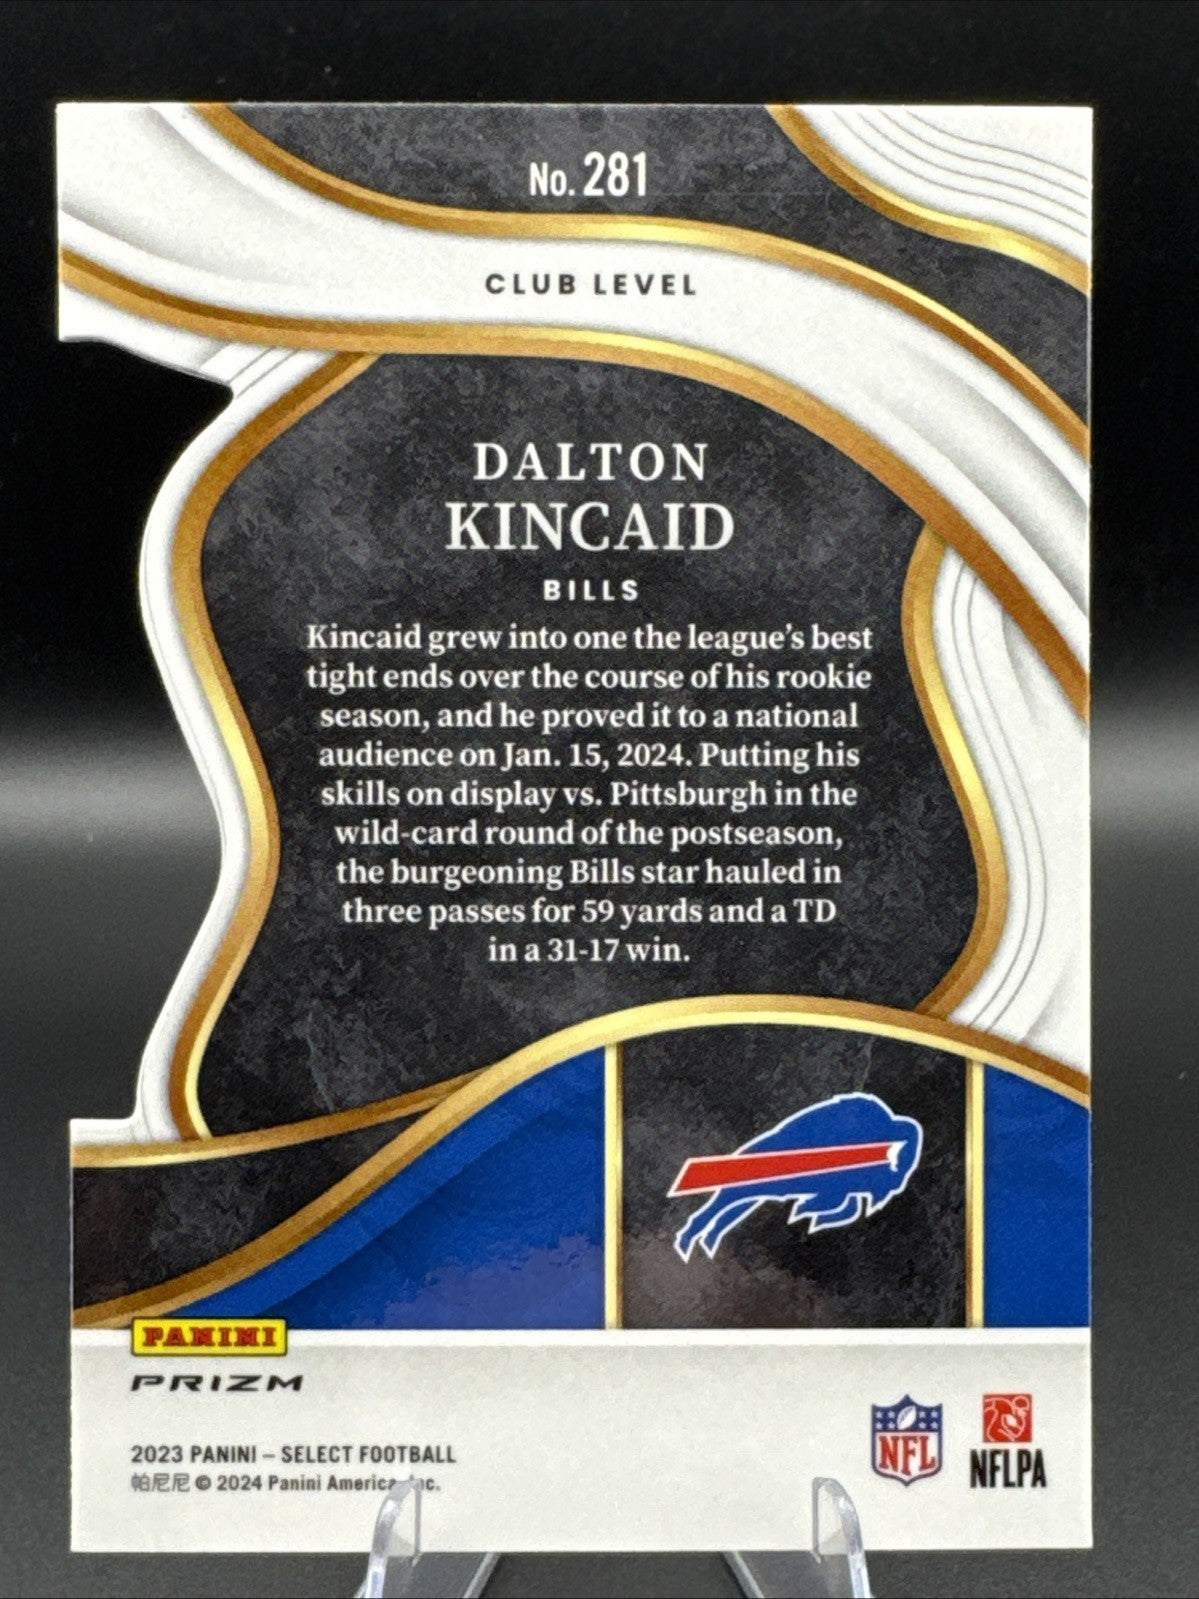 No. 281
CLUB LEVEL
DALTON
KINCAID
BILLS
Kincaid grew into one the league's best
tight ends over the course of his rookie
season, and he proved it to a national
audience on Jan. 15, 2024. Putting his
skills on display vs. Pittsburgh in the
wild-card round of the postseason,
the burgeoning Bills star hauled in
three passes for 59 yards and a TD
in a 31-17 win.
PANINI
PRIZM
2023 PANINI – SELECT FOOTBALL
帕尼尼 © 2024 Panini America
NFL
NFLPA